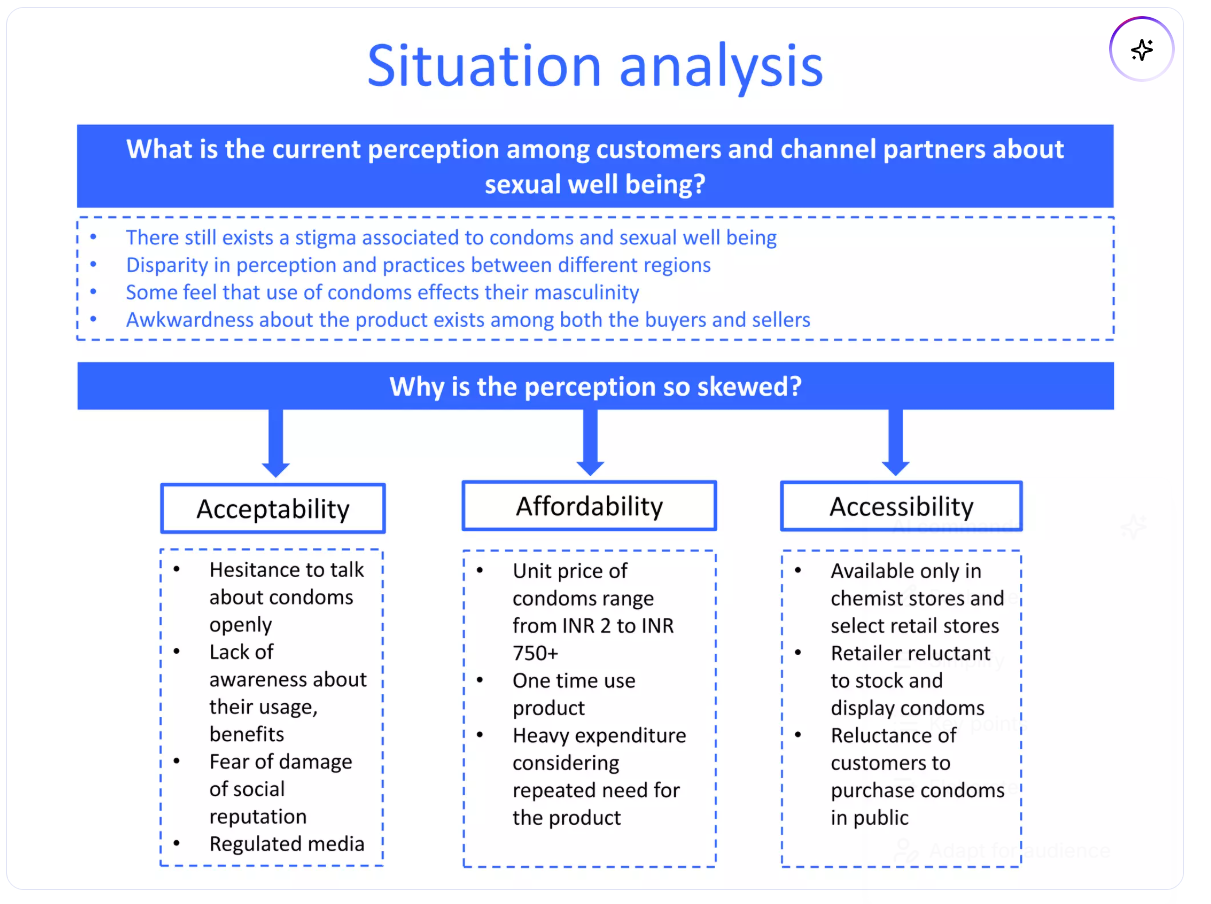 Situation analysis
What is the current perception among customers and channel partners about
sexual well being?
• There still exists a stigma associated to condoms and sexual well being
• Disparity in perception and practices between different regions
• Some feel that use of condoms effects their masculinity
• Awkwardness about the product exists among both the buyers and sellers
Why is the perception so skewed?
Acceptability
• Hesitance to talk
about condoms
openly
• Lack of
awareness about
their usage,
benefits
• Fear of damage
of social
reputation
• Regulated media
Affordability
• Unit price of
condoms range
from INR 2 to INR
750+
• One time use
product
• Heavy expenditure
considering
repeated need for
the product
Accessibility
• Available only in
chemist stores and
select retail stores
• Retailer reluctant
to stock and
display condoms
• Reluctance of
customers to
purchase condoms
in public
Key points
Adapt for audience